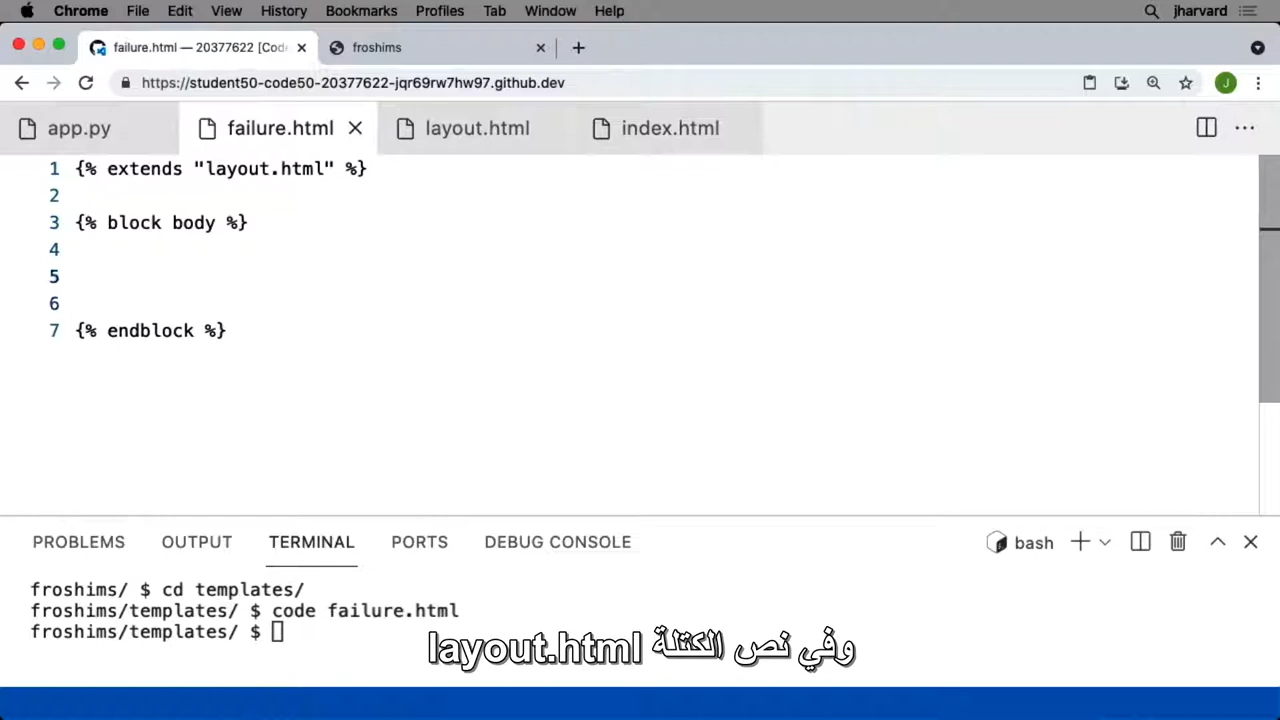 Chrome File Edit View History Bookmarks Profiles Tab Window Help jharvard
failure.html — 20377622 [Code froshims
https://student50-code50-20377622-jqr69rw7hw97.github.dev J
app.py failure.html layout.html index.html
1 {% extends "layout.html" %}
2
3 {% block body %}
4
5
6
7 {% endblock %}
PROBLEMS OUTPUT TERMINAL PORTS DEBUG CONSOLE bash
froshims/ $ cd templates/
froshims/templates/ $ code failure.html
froshims/templates/ $
وفي نص الكتلة layout.html